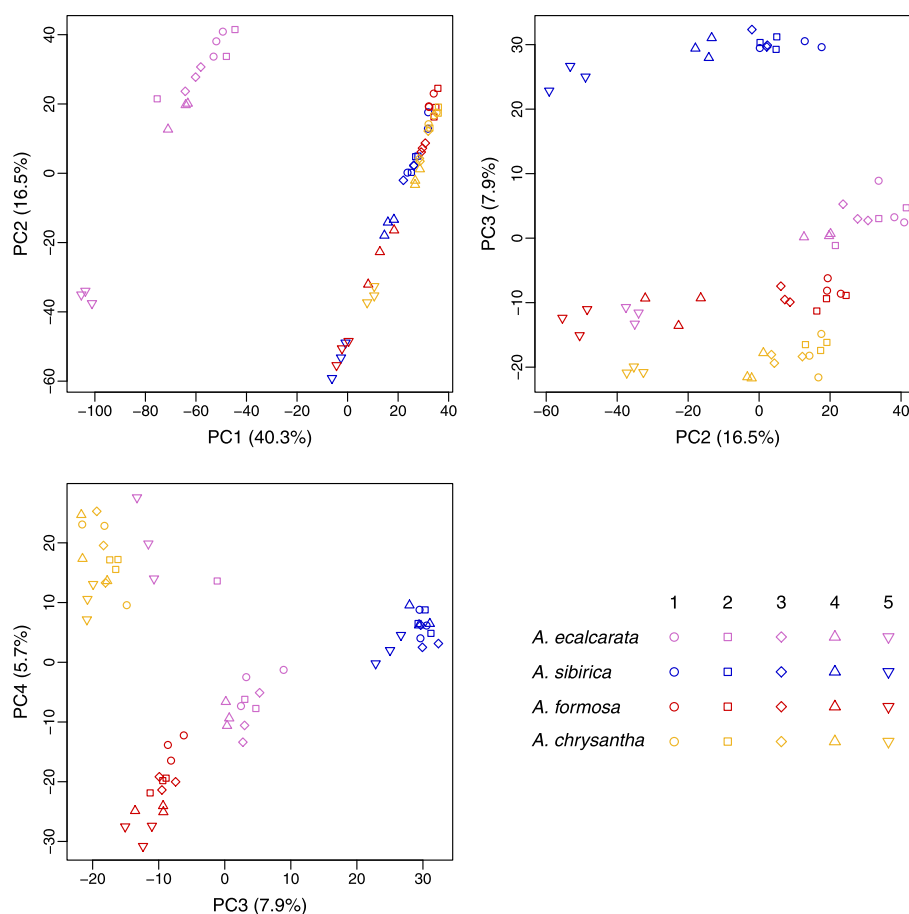 40
20
0
−20
−40
−60
PC2 (16.5%)
−100 −80 −60 −40 −20 0 20 40
PC1 (40.3%)
30
20
10
0
−10
−20
PC3 (7.9%)
−60 −40 −20 0 20 40
PC2 (16.5%)
20
10
0
−10
−20
−30
PC4 (5.7%)
−20 −10 0 10 20 30
PC3 (7.9%)
1 2 3 4 5
A. ecalcarata
A. sibirica
A. formosa
A. chrysantha